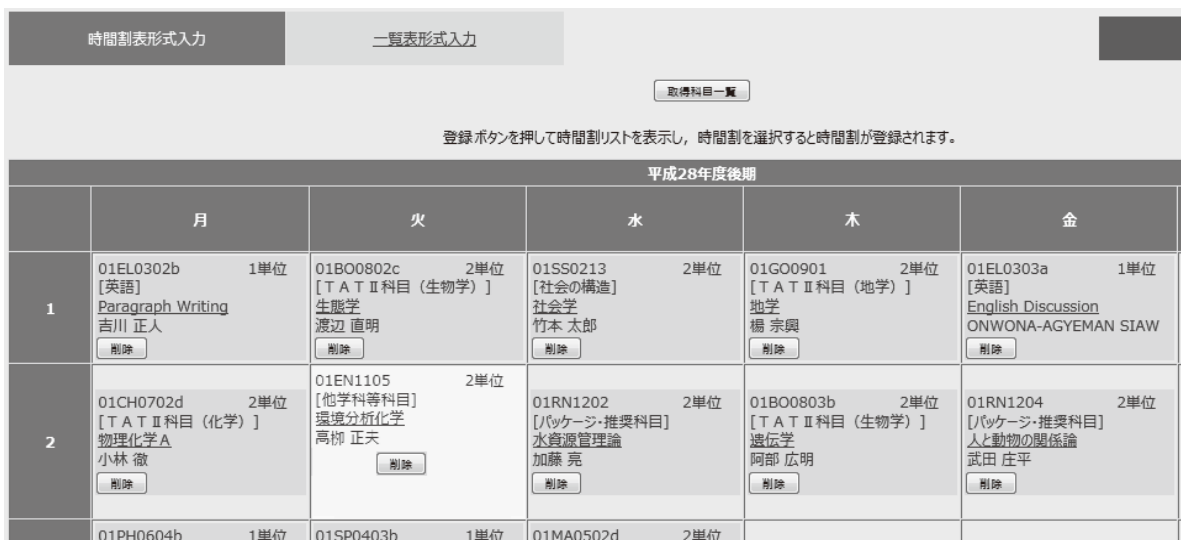 時間割表形式入力 一覧表形式入力
取得科目一覧
登録ボタンを押して時間割リストを表示し，時間割を選択すると時間割が登録されます。
平成28年度後期
月 火 水 木 金
1
01EL0302b 1単位
[英語]
Paragraph Writing
吉川 正人
削除
01BO0802c 2単位
[ＴＡＴⅡ科目（生物学）]
生態学
渡辺 直明
削除
01SS0213 2単位
[社会の構造]
社会学
竹本 太郎
削除
01GO0901 2単位
[ＴＡＴⅡ科目（地学）]
地学
楊 宗興
削除
01EL0303a 1単位
[英語]
English Discussion
ONWONA-AGYEMAN SIAW
削除
2
01CH0702d 2単位
[ＴＡＴⅡ科目（化学）]
物理化学Ａ
小林 徹
削除
01EN1105 2単位
[他学科等科目]
環境分析化学
高柳 正夫
削除
01RN1202 2単位
[パッケージ・推奨科目]
水資源管理論
加藤 亮
削除
01BO0803b 2単位
[ＴＡＴⅡ科目（生物学）]
遺伝学
阿部 広明
削除
01RN1204 2単位
[パッケージ・推奨科目]
人と動物の関係論
武田 庄平
削除
01PH0604b 1単位
01SP0403b 1単位
01MA0502d 2単位